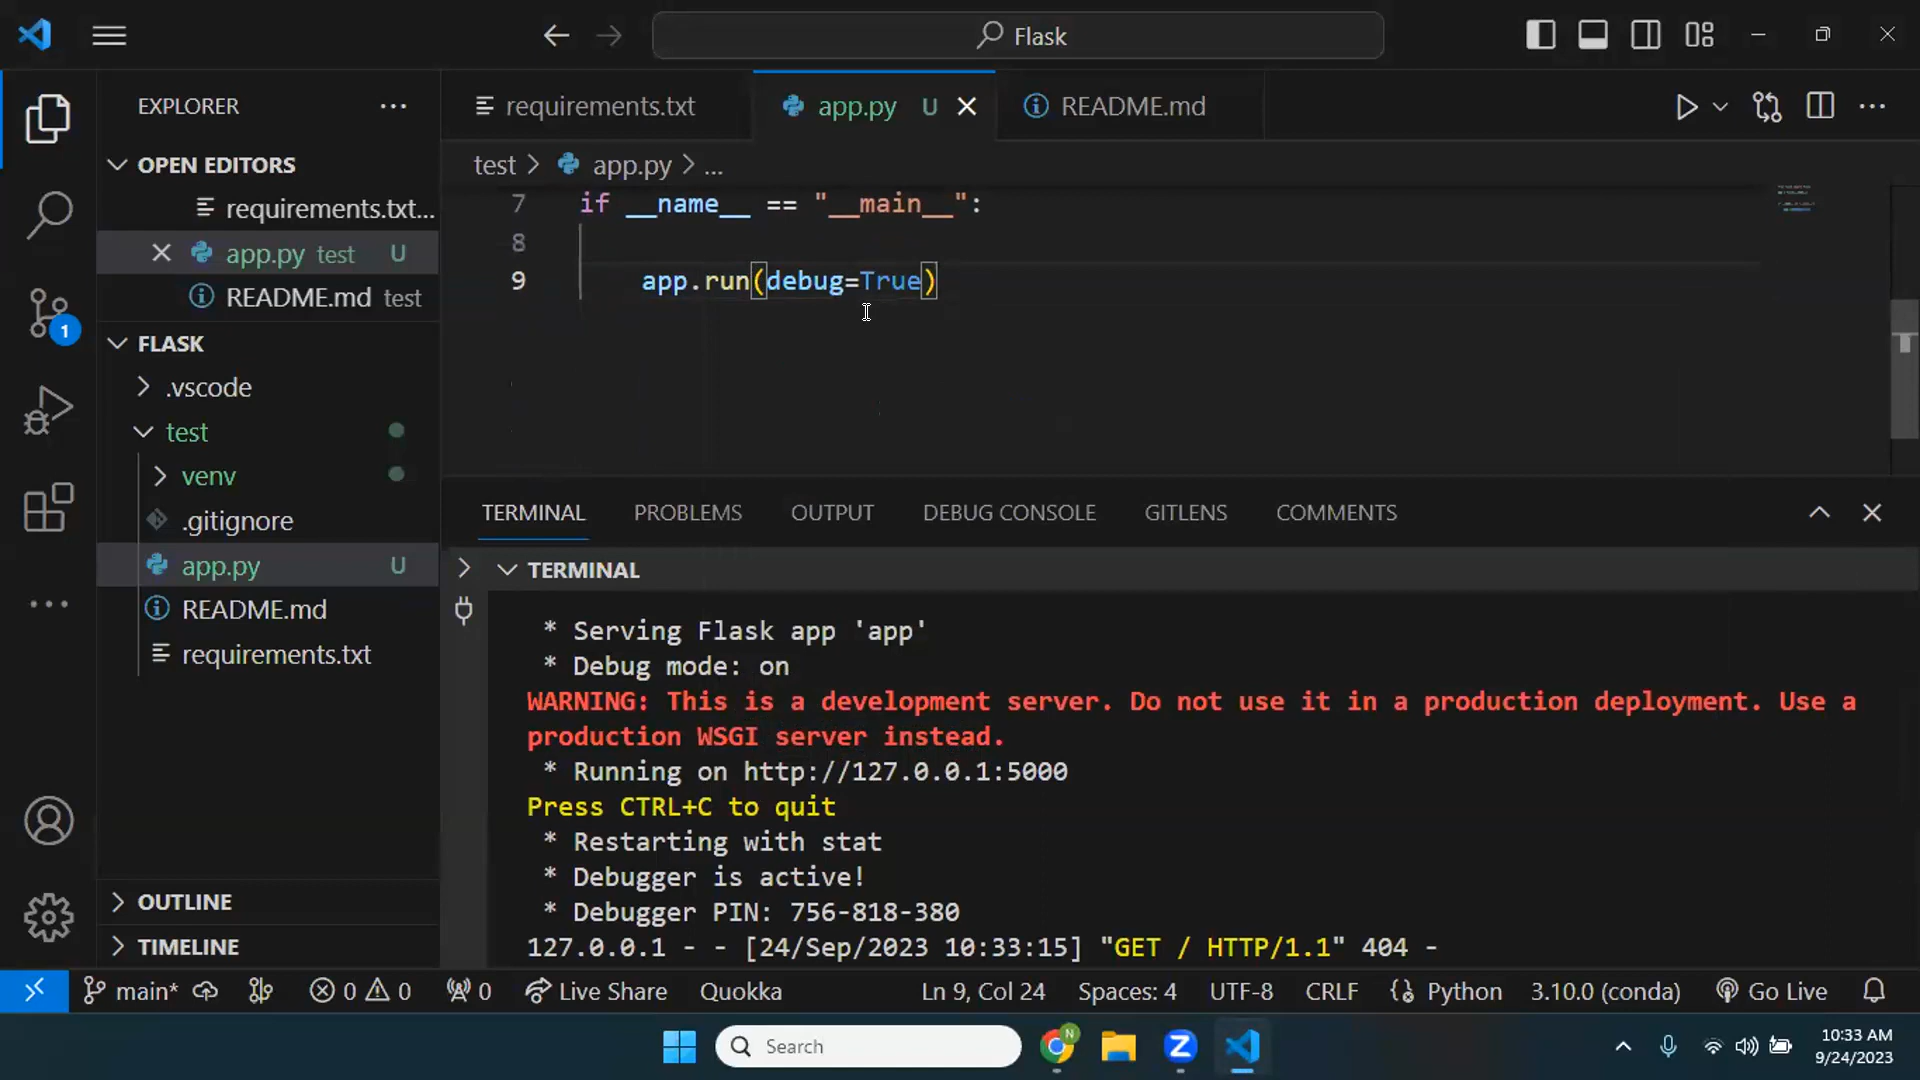 Flask
EXPLORER
OPEN EDITORS
requirements.txt...
app.py test U
README.md test
1
FLASK
.vscode
test
venv
.gitignore
app.py U
README.md
requirements.txt
OUTLINE
TIMELINE
requirements.txt
app.py U
README.md
test > app.py > ...
7 if __name__ == "__main__":
8
9 app.run(debug=True)
TERMINAL PROBLEMS OUTPUT DEBUG CONSOLE GITLENS COMMENTS
TERMINAL
* Serving Flask app 'app'
* Debug mode: on
WARNING: This is a development server. Do not use it in a production deployment. Use a
production WSGI server instead.
* Running on http://127.0.0.1:5000
Press CTRL+C to quit
* Restarting with stat
* Debugger is active!
* Debugger PIN: 756-818-380
127.0.0.1 - - [24/Sep/2023 10:33:15] "GET / HTTP/1.1" 404 -
main* 0 0 0 Live Share Quokka Ln 9, Col 24 Spaces: 4 UTF-8 CRLF Python 3.10.0 (conda) Go Live
Search
N
Z
10:33 AM
9/24/2023